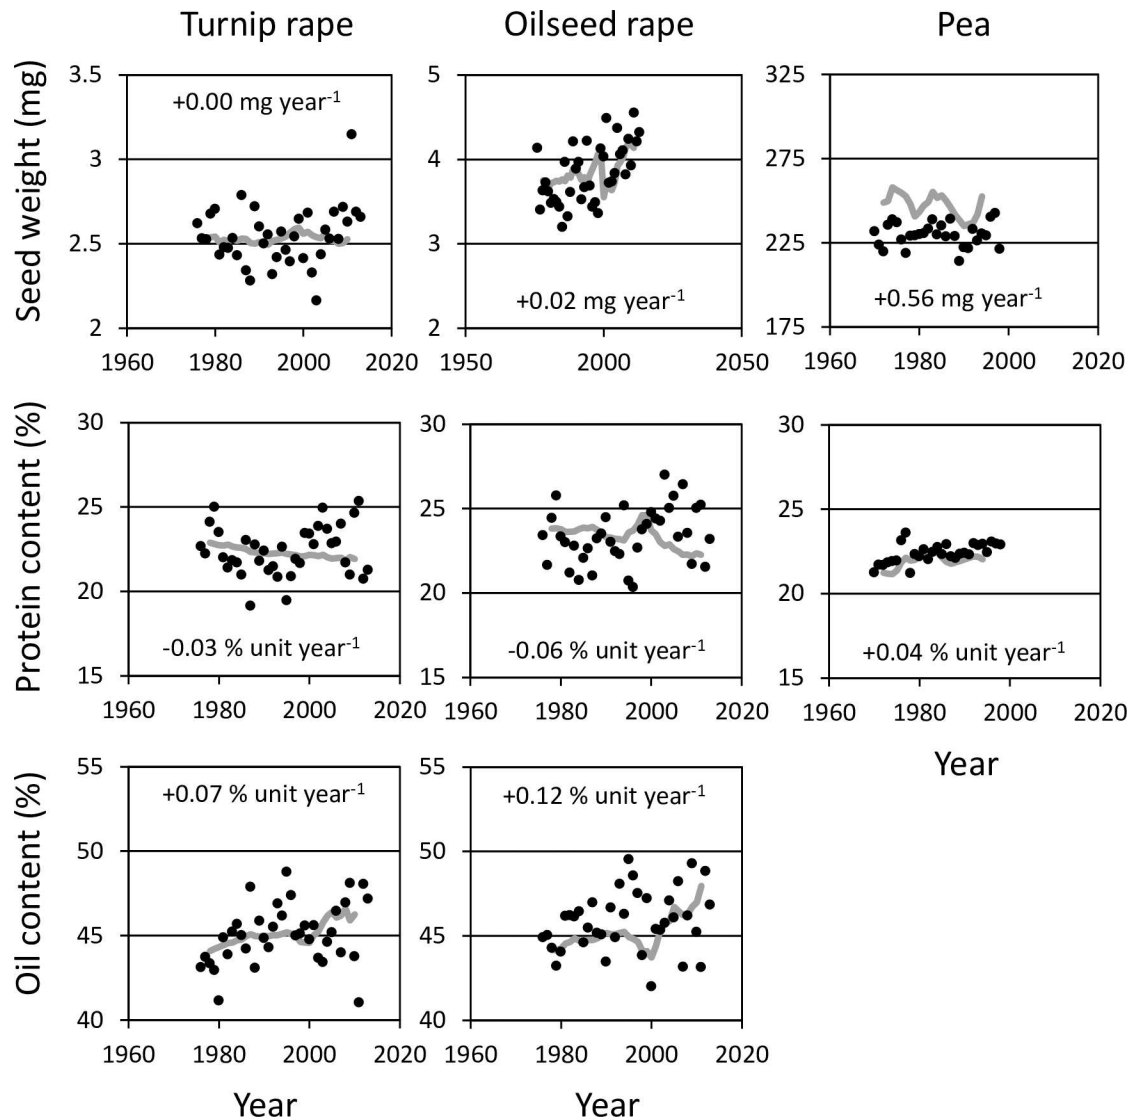 Turnip rape Oilseed rape Pea
Seed weight (mg)
3.5 5 325
+0.00 mg year-1
3 4 275
2.5 3 225
+0.02 mg year-1 +0.56 mg year-1
2 2 175
1960 1980 2000 2020 1950 2000 2050 1960 1980 2000 2020
Protein content (%)
30 30 30
25 25 25
20 20 20
-0.03 % unit year-1 -0.06 % unit year-1 +0.04 % unit year-1
15 15 15
1960 1980 2000 2020 1960 1980 2000 2020 1960 1980 2000 2020
Year
Oil content (%)
55 55
+0.07 % unit year-1 +0.12 % unit year-1
50 50
45 45
40 40
1960 1980 2000 2020 1960 1980 2000 2020
Year Year